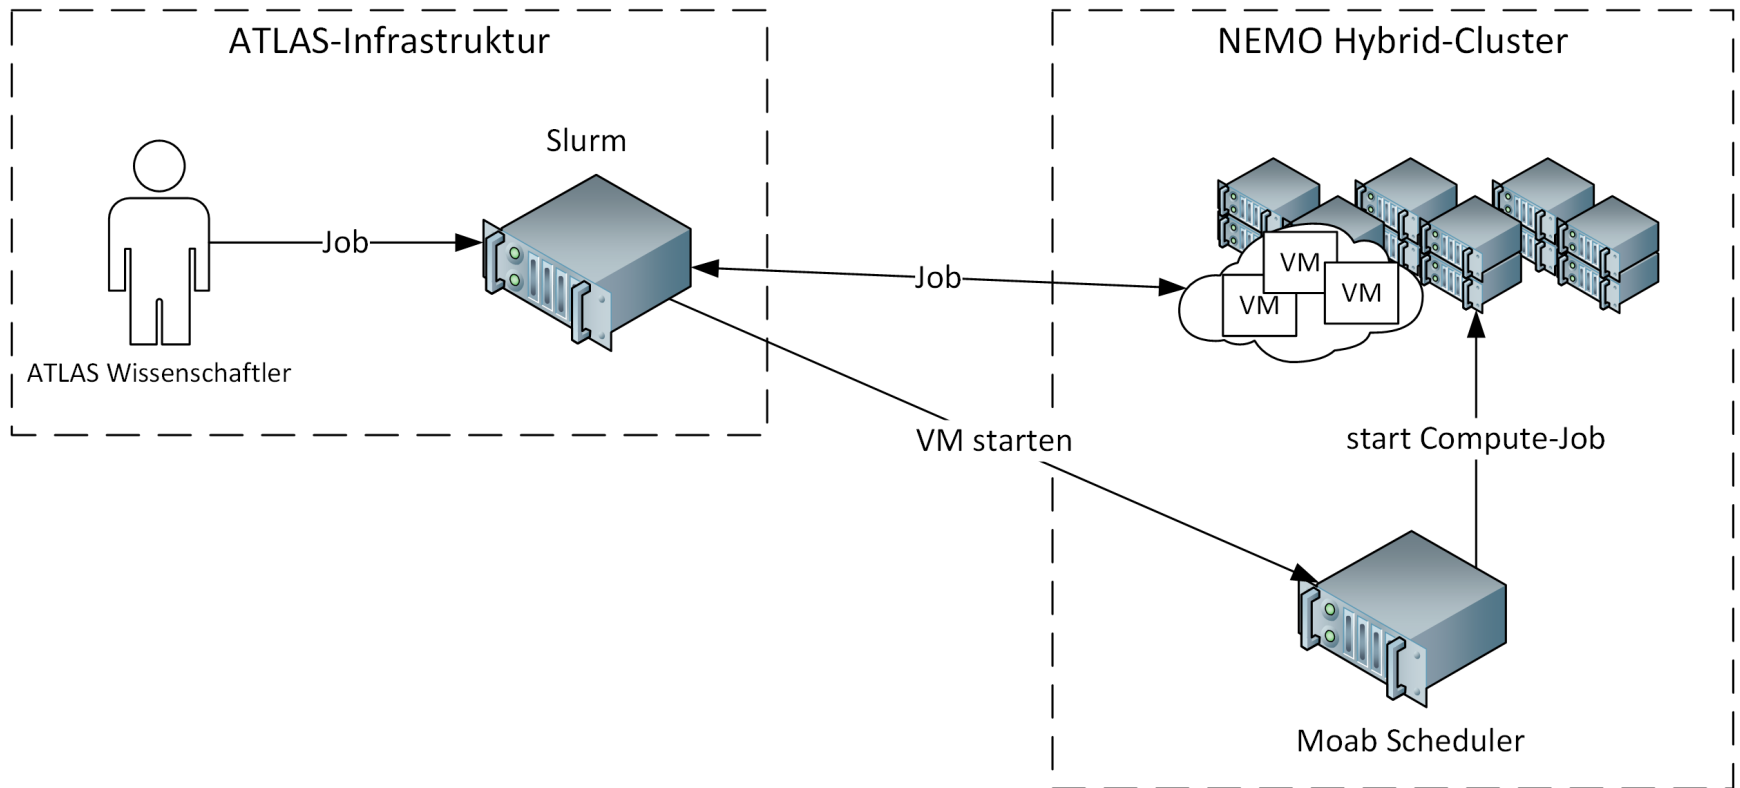 ATLAS-Infrastruktur
NEMO Hybrid-Cluster
Slurm
Job
Job
VM
VM
VM
ATLAS Wissenschaftler
VM starten
start Compute-Job
Moab Scheduler